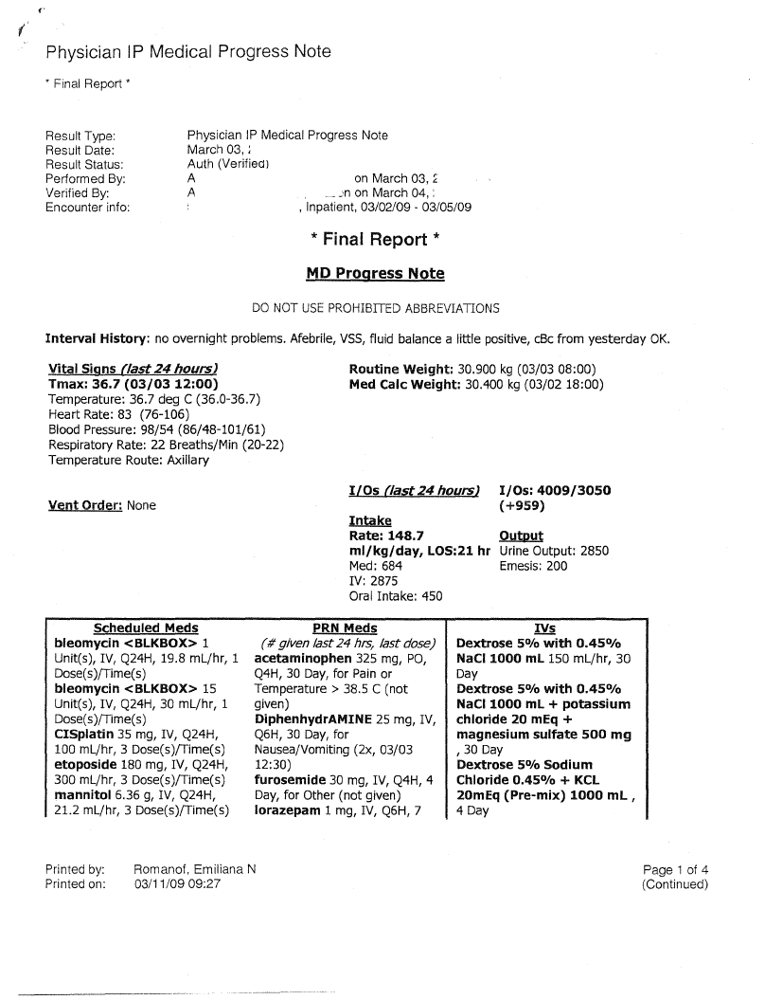 Physician IP Medical Progress Note
* Final Report *
Result Type: Physician IP Medical Progress Note
Result Date: March 03,
Result Status: Auth (Verified)
Performed By: A on March 03,
Verified By: A on March 04,
Encounter info: , Inpatient, 03/02/09 - 03/05/09
* Final Report *
MD Progress Note
DO NOT USE PROHIBITED ABBREVIATIONS
Interval History: no overnight problems. Afebrile, VSS, fluid balance a little positive, cBc from yesterday OK.
Vital Signs (last 24 hours)
Tmax: 36.7 (03/03 12:00)
Temperature: 36.7 deg C (36.0-36.7)
Heart Rate: 83 (76-106)
Blood Pressure: 98/54 (86/48-101/61)
Respiratory Rate: 22 Breaths/Min (20-22)
Temperature Route: Axillary
Routine Weight: 30.900 kg (03/03 08:00)
Med Calc Weight: 30.400 kg (03/02 18:00)
Vent Order: None
I/Os (last 24 hours)
Intake
Rate: 148.7
ml/kg/day, LOS:21 hr
Med: 684
IV: 2875
Oral Intake: 450
I/Os: 4009/3050
(+959)
Output
Urine Output: 2850
Emesis: 200
Scheduled Meds
bleomycin <BLKBOX> 1
Unit(s), IV, Q24H, 19.8 mL/hr, 1
Dose(s)/Time(s)
bleomycin <BLKBOX> 15
Unit(s), IV, Q24H, 30 mL/hr, 1
Dose(s)/Time(s)
CISplatin 35 mg, IV, Q24H,
100 mL/hr, 3 Dose(s)/Time(s)
etoposide 180 mg, IV, Q24H,
300 mL/hr, 3 Dose(s)/Time(s)
mannitol 6.36 g, IV, Q24H,
21.2 mL/hr, 3 Dose(s)/Time(s)
PRN Meds
(# given last 24 hrs, last dose)
acetaminophen 325 mg, PO,
Q4H, 30 Day, for Pain or
Temperature > 38.5 C (not
given)
DiphenhydrAMINE 25 mg, IV,
Q6H, 30 Day, for
Nausea/Vomiting (2x, 03/03
12:30)
furosemide 30 mg, IV, Q4H, 4
Day, for Other (not given)
lorazepam 1 mg, IV, Q6H, 7
IVs
Dextrose 5% with 0.45%
NaCl 1000 mL 150 mL/hr, 30
Day
Dextrose 5% with 0.45%
NaCl 1000 mL + potassium
chloride 20 mEq +
magnesium sulfate 500 mg
, 30 Day
Dextrose 5% Sodium
Chloride 0.45% + KCL
20mEq (Pre-mix) 1000 mL ,
4 Day
Printed by: Romanof, Emiliana N
Printed on: 03/11/09 09:27
Page 1 of 4
(Continued)